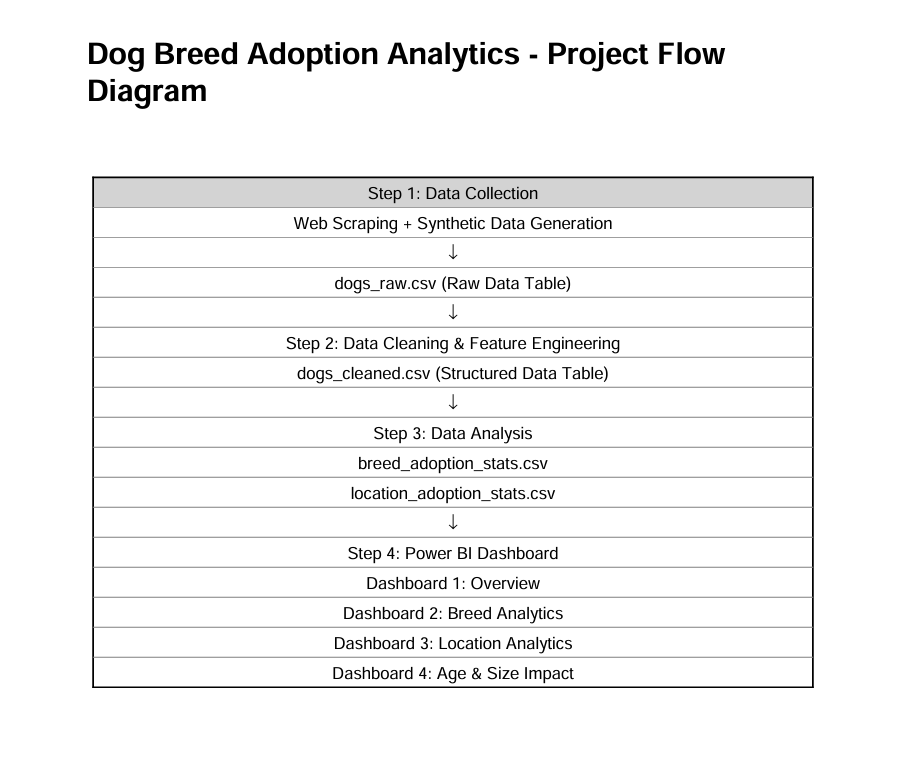 Dog Breed Adoption Analytics - Project Flow
Diagram
Step 1: Data Collection
Web Scraping + Synthetic Data Generation
↓
dogs_raw.csv (Raw Data Table)
↓
Step 2: Data Cleaning & Feature Engineering
dogs_cleaned.csv (Structured Data Table)
↓
Step 3: Data Analysis
breed_adoption_stats.csv
location_adoption_stats.csv
↓
Step 4: Power BI Dashboard
Dashboard 1: Overview
Dashboard 2: Breed Analytics
Dashboard 3: Location Analytics
Dashboard 4: Age & Size Impact